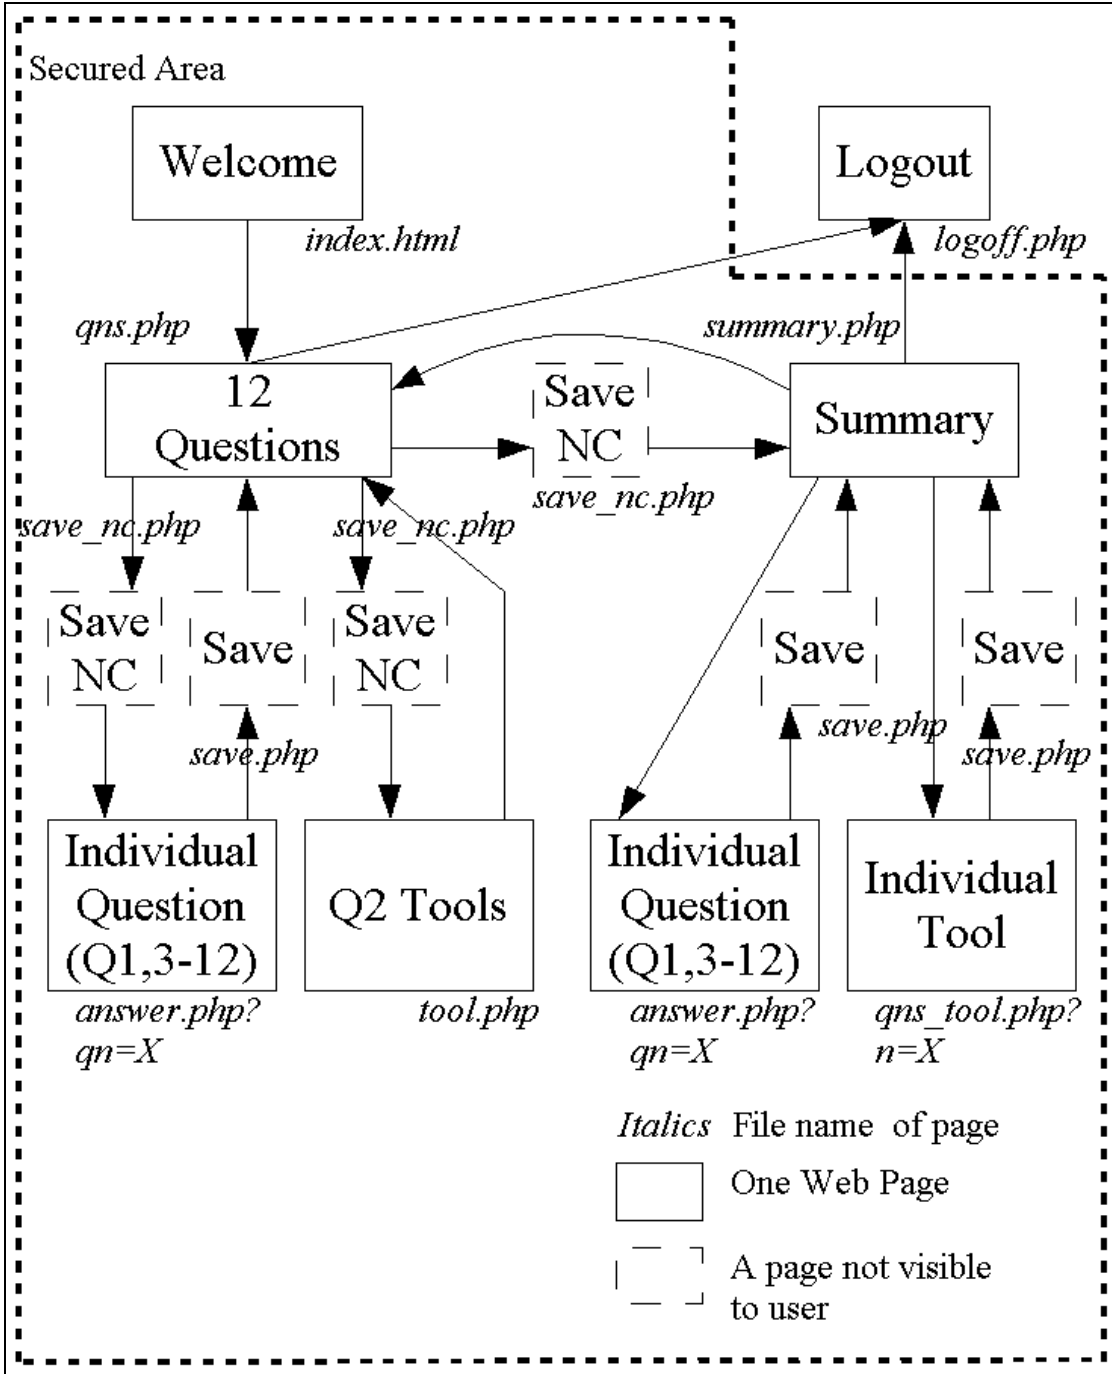 Secured Area
Welcome
Logout
index.html
logoff.php
qns.php
summary.php
12
Questions
Save
NC
Summary
save_nc.php
save_nc.php
save_nc.php
Save
NC
Save
Save
NC
Save
Save
save.php
save.php
save.php
Individual
Question
(Q1,3-12)
Q2 Tools
Individual
Question
(Q1,3-12)
Individual
Tool
answer.php?
qn=X
tool.php
answer.php?
qn=X
qns_tool.php?
n=X
Italics File name of page
One Web Page
A page not visible
to user